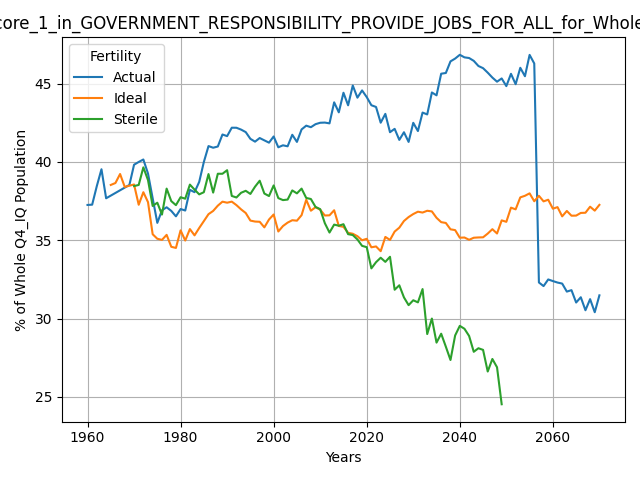 core_1_in_GOVERNMENT_RESPONSIBILITY_PROVIDE_JOBS_FOR_ALL_for_Whole
Fertility
Actual
Ideal
Sterile
% of Whole Q4_IQ Population
45
40
35
30
25
1960 1980 2000 2020 2040 2060
Years